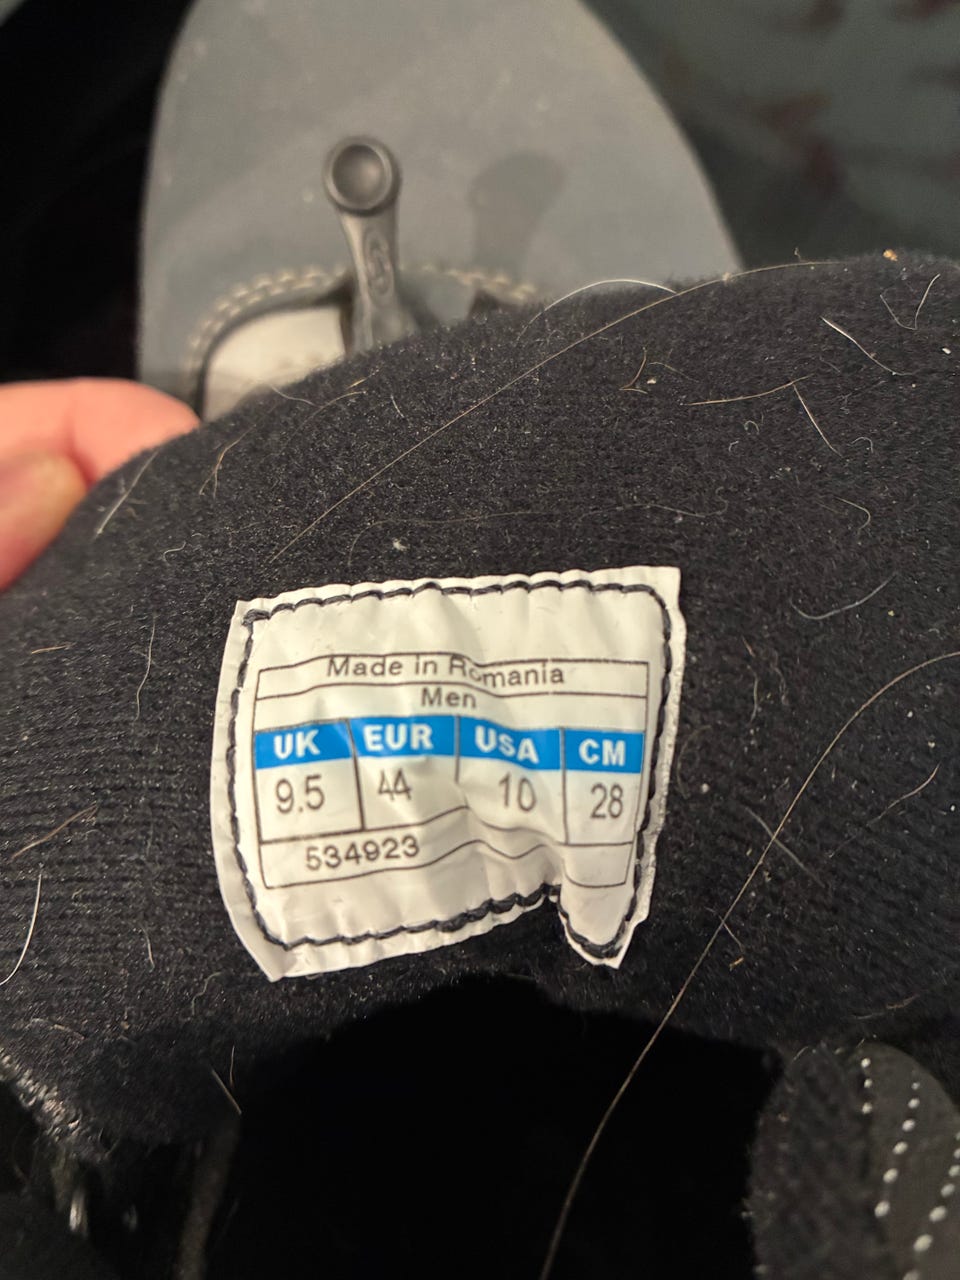 Made in Romania
Men
UK EUR USA CM
9.5 44 10 28
534923